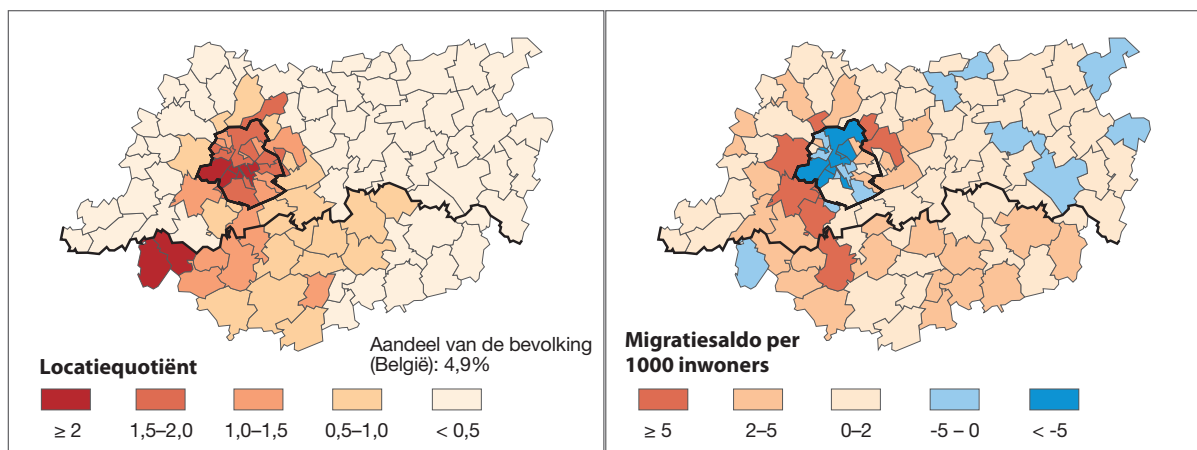 Aandeel van de bevolking
(België): 4,9%
Locatiequotiënt
≥ 2
1,5–2,0
1,0–1,5
0,5–1,0
< 0,5
Migratiesaldo per
1000 inwoners
≥ 5
2–5
0–2
-5 – 0
< -5